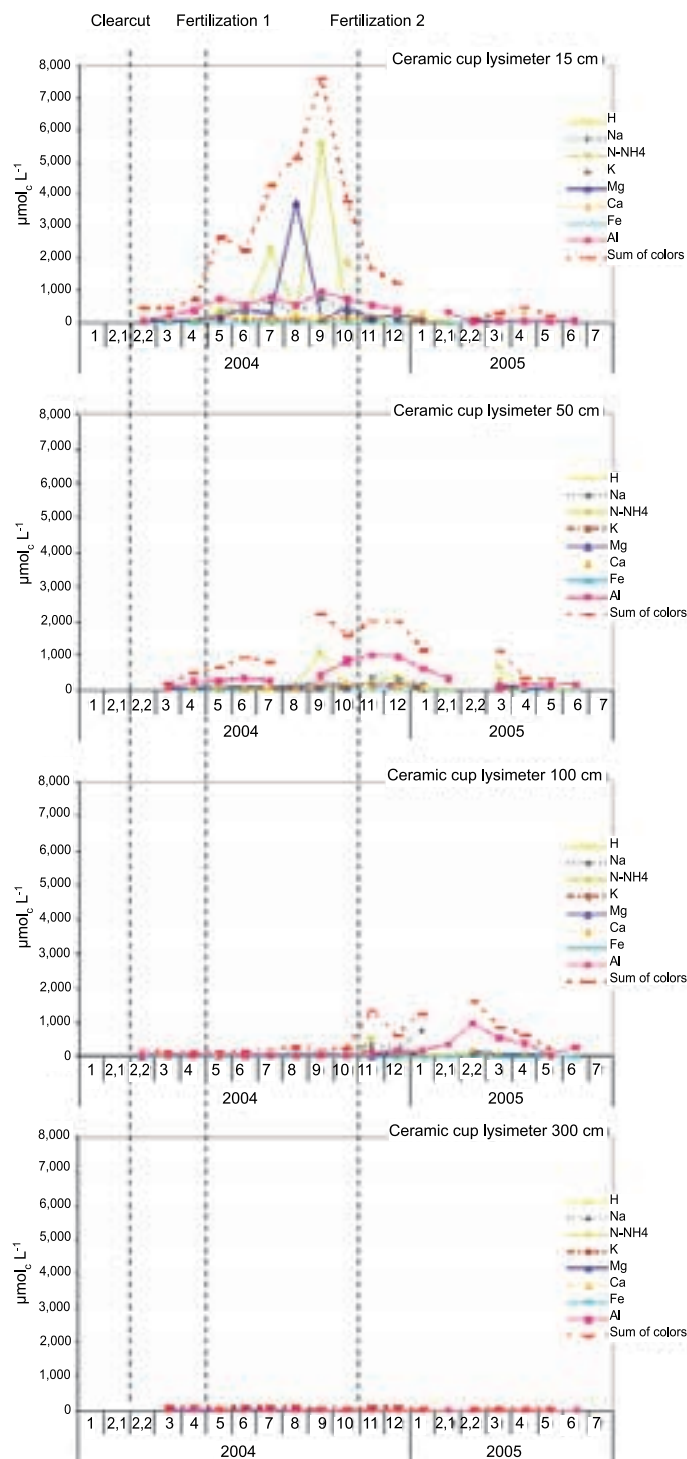 Clearcut Fertilization 1 Fertilization 2
Ceramic cup lysimeter 15 cm
8,000
7,000
6,000
5,000
4,000
3,000
2,000
1,000
0
µmolc L-1
H
Na
N-NH4
K
Mg
Ca
Fe
Al
Sum of colors
1 2,1 2,2 3 4 5 6 7 8 9 10 11 12 1 2,1 2,2 3 4 5 6 7
2004 2005
Ceramic cup lysimeter 50 cm
8,000
7,000
6,000
5,000
4,000
3,000
2,000
1,000
0
µmolc L-1
H
Na
N-NH4
K
Mg
Ca
Fe
Al
Sum of colors
1 2,1 2,2 3 4 5 6 7 8 9 10 11 12 1 2,1 2,2 3 4 5 6 7
2004 2005
Ceramic cup lysimeter 100 cm
8,000
7,000
6,000
5,000
4,000
3,000
2,000
1,000
0
µmolc L-1
H
Na
N-NH4
K
Mg
Ca
Fe
Al
Sum of colors
1 2,1 2,2 3 4 5 6 7 8 9 10 11 12 1 2,1 2,2 3 4 5 6 7
2004 2005
Ceramic cup lysimeter 300 cm
8,000
7,000
6,000
5,000
4,000
3,000
2,000
1,000
0
µmolc L-1
H
Na
N-NH4
K
Mg
Ca
Fe
Al
Sum of colors
1 2,1 2,2 3 4 5 6 7 8 9 10 11 12 1 2,1 2,2 3 4 5 6 7
2004 2005